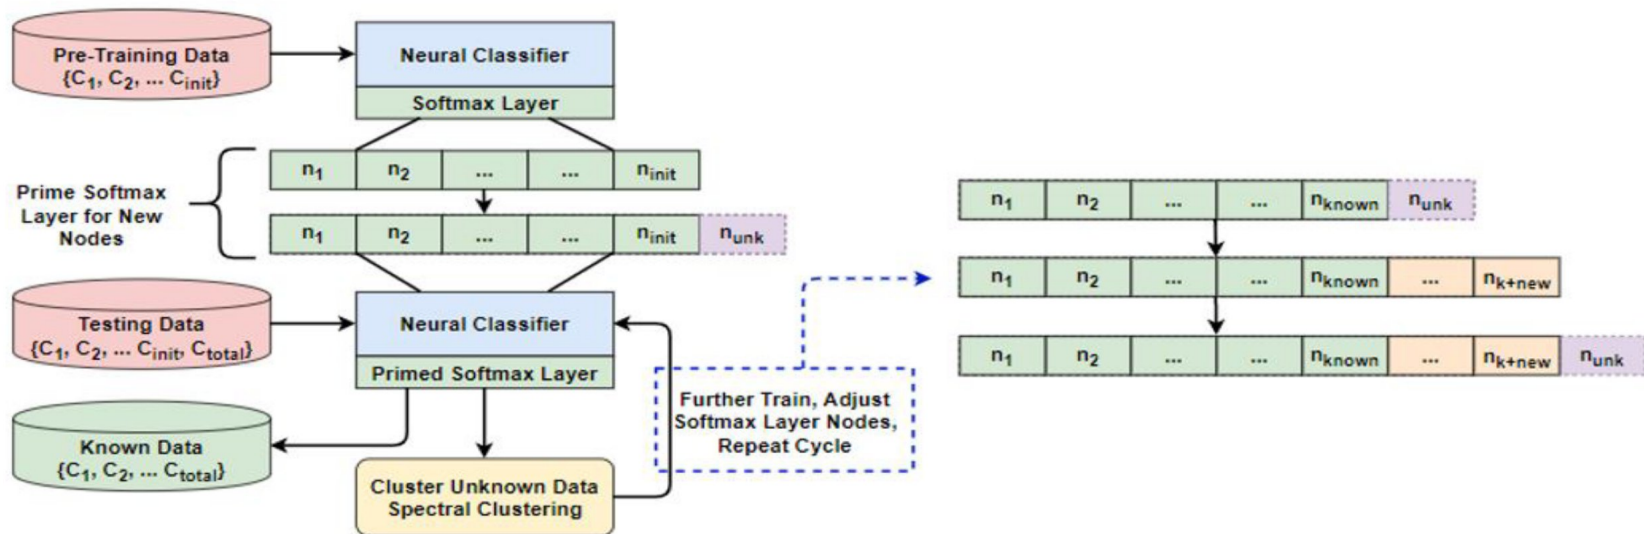 Pre-Training Data
{C1, C2, ... Cinit}
Neural Classifier
Softmax Layer
n1 n2 ... ... ninit
Prime Softmax
Layer for New
Nodes
n1 n2 ... ... ninit nunk
Testing Data
{C1, C2, ... Cinit, Ctotal}
Neural Classifier
Primed Softmax Layer
Known Data
{C1, C2, ... Ctotal}
Cluster Unknown Data
Spectral Clustering
Further Train, Adjust
Softmax Layer Nodes,
Repeat Cycle
n1 n2 ... ... nknown nunk
n1 n2 ... ... nknown ... nk+new
n1 n2 ... ... nknown ... nk+new nunk